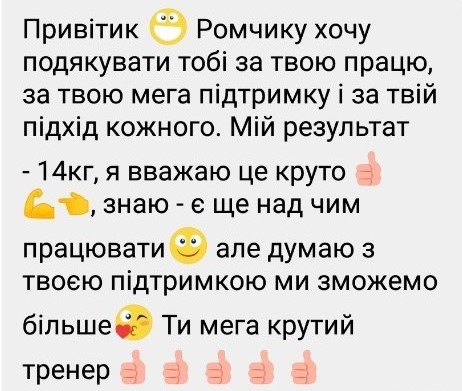 Привітик 😁 Ромчику хочу
подякувати тобі за твою працю,
за твою мега підтримку і за твій
підхід кожного. Мій результат
- 14кг, я вважаю це круто 👍
💪👈, знаю - є ще над чим
працювати🙂 але думаю з
твоєю підтримкою ми зможемо
більше😘 Ти мега крутий
тренер 👍 👍 👍 👍 👍